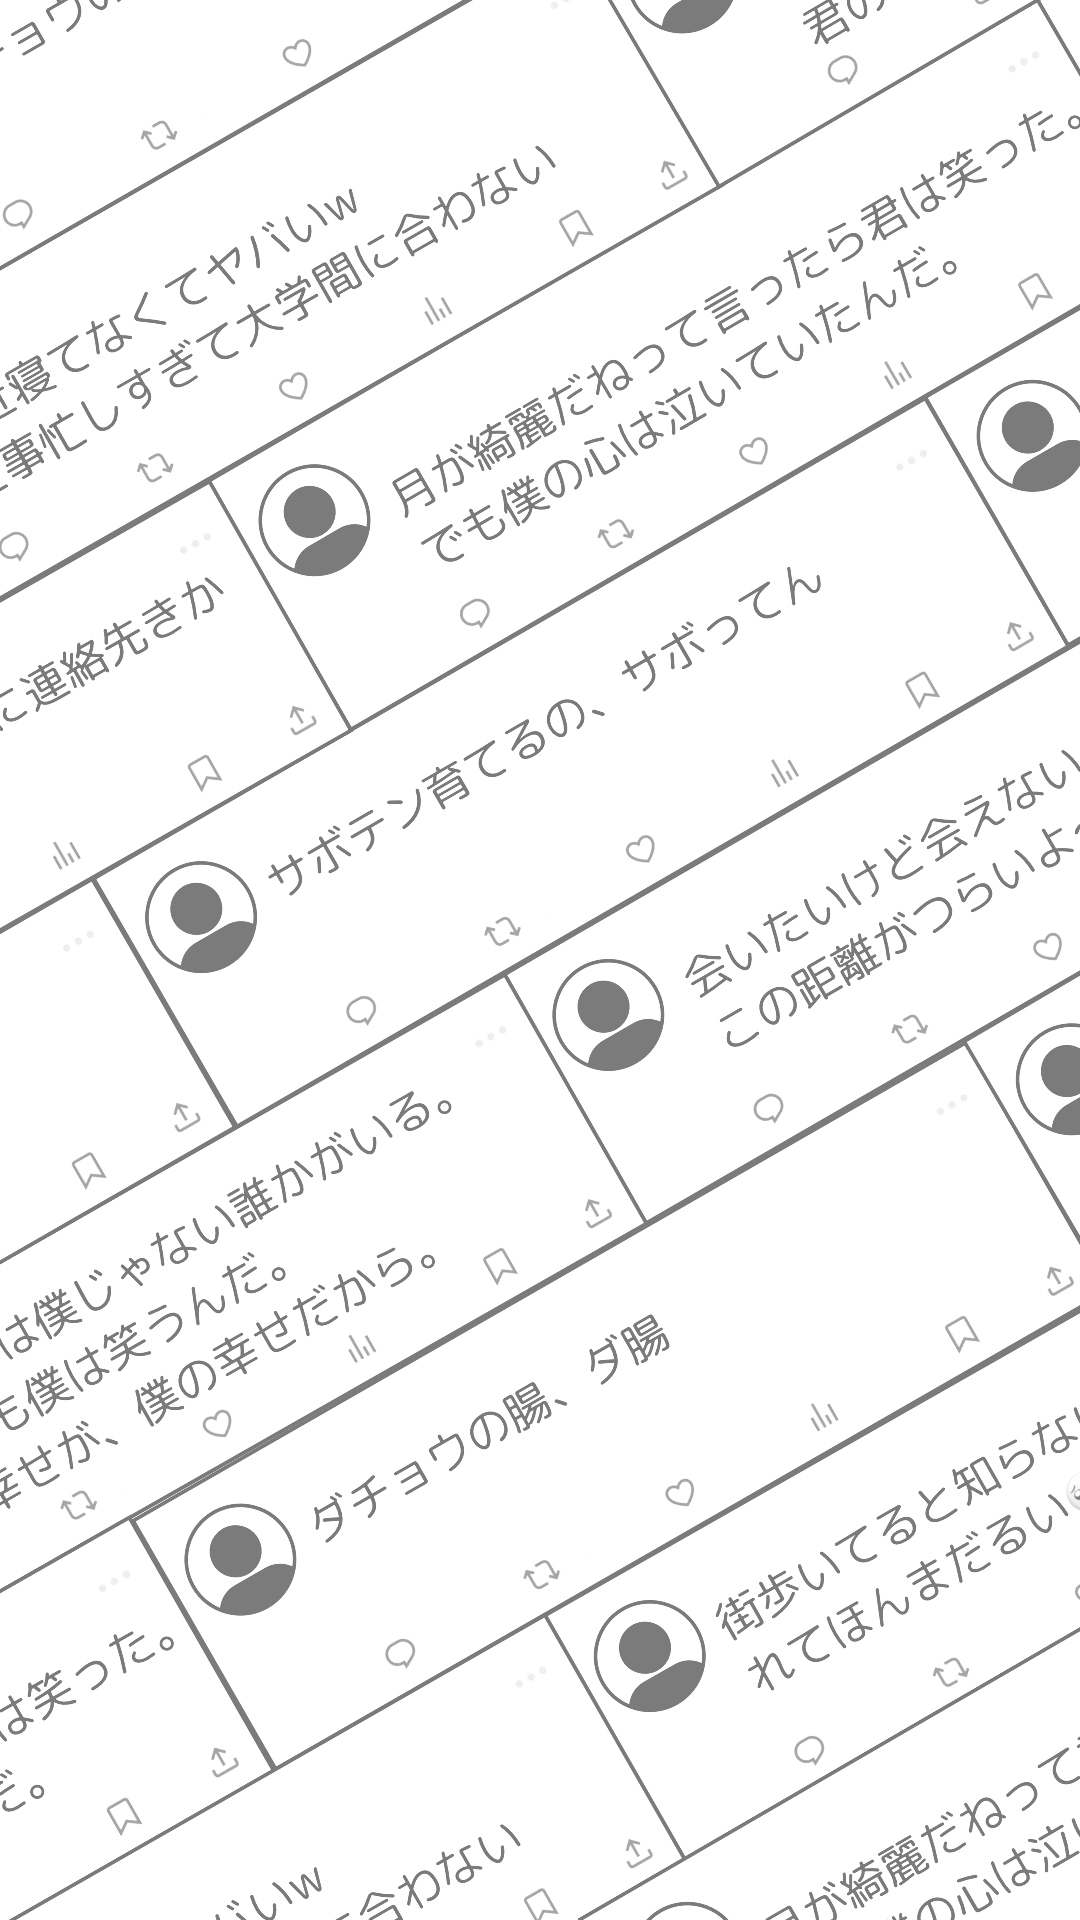 チョウの
君の
寝てなくてヤバいw
事忙しすぎて大学間に合わない
月が綺麗だねって言ったら君は笑った。
でも僕の心は泣いていたんだ。
に連絡先きか
サボテン育てるの、サボってん
会いたいけど会えない
この距離がつらいよ
は僕じゃない誰かがいる。
も僕は笑うんだ。
幸せが、僕の幸せだから。
ダチョウの腸、ダ腸
街歩いてると知らない
れてほんまだるい
は笑った。
だ。
バいw
に合わない
月が綺麗だねって
の心は泣い